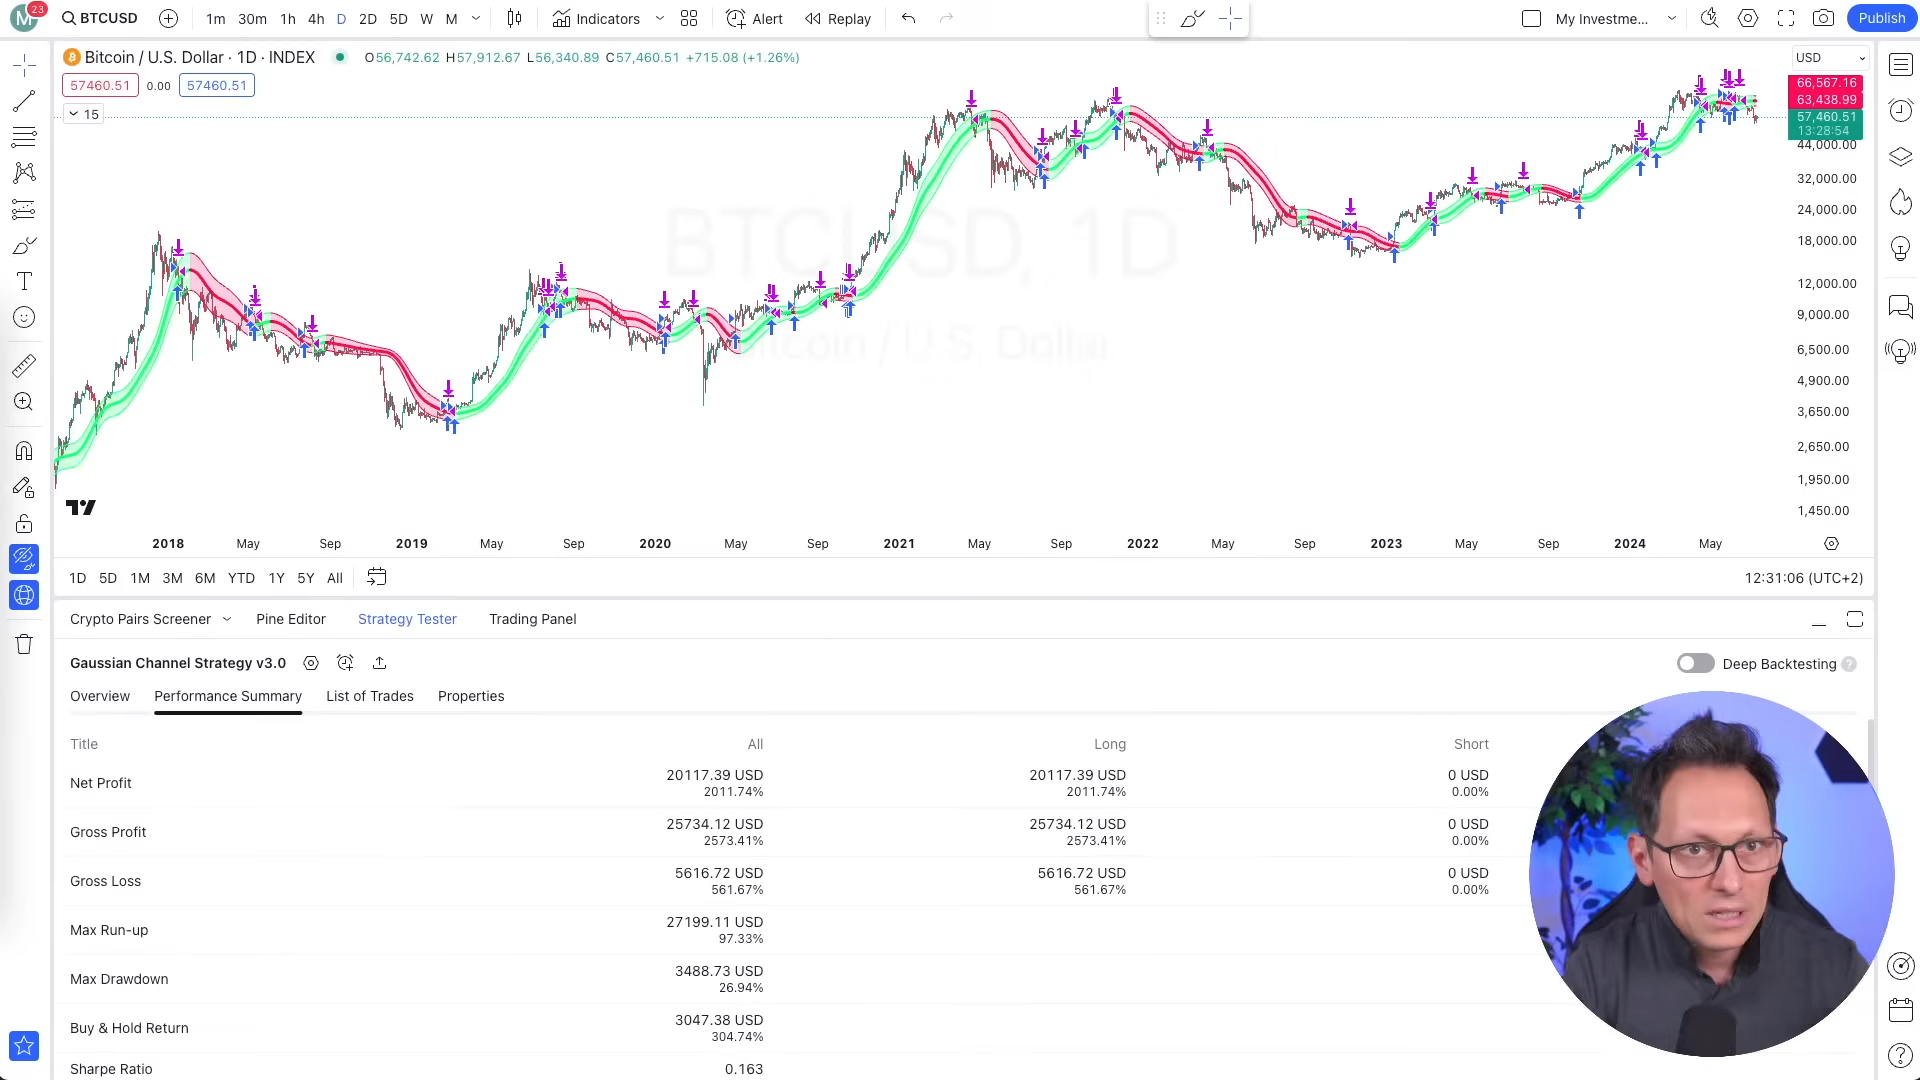 M 23 BTCUSD 1m 30m 1h 4h D 2D 5D W M Indicators Alert Replay My Investme... Publish
Bitcoin / U.S. Dollar · 1D · INDEX O56,742.62 H57,912.67 L56,340.89 C57,460.51 +715.08 (+1.26%) USD
57460.51 0.00 57460.51
15
66,567.16
63,438.99
57,460.51
13:28:54
44,000.00
32,000.00
24,000.00
18,000.00
12,000.00
9,000.00
6,500.00
4,900.00
3,650.00
2,650.00
1,950.00
1,450.00
BTCUSD, 1D
Bitcoin / U.S. Dollar
2018 May Sep 2019 May Sep 2020 May Sep 2021 May Sep 2022 May Sep 2023 May Sep 2024 May
1D 5D 1M 3M 6M YTD 1Y 5Y All 12:31:06 (UTC+2)
Crypto Pairs Screener Pine Editor Strategy Tester Trading Panel
Gaussian Channel Strategy v3.0 Deep Backtesting ?
Overview Performance Summary List of Trades Properties
Title All Long Short
Net Profit 20117.39 USD 20117.39 USD 0 USD
2011.74% 2011.74% 0.00%
Gross Profit 25734.12 USD 25734.12 USD 0 USD
2573.41% 2573.41% 0.00%
Gross Loss 5616.72 USD 5616.72 USD 0 USD
561.67% 561.67% 0.00%
Max Run-up 27199.11 USD
97.33%
Max Drawdown 3488.73 USD
26.94%
Buy & Hold Return 3047.38 USD
304.74%
Sharpe Ratio 0.163